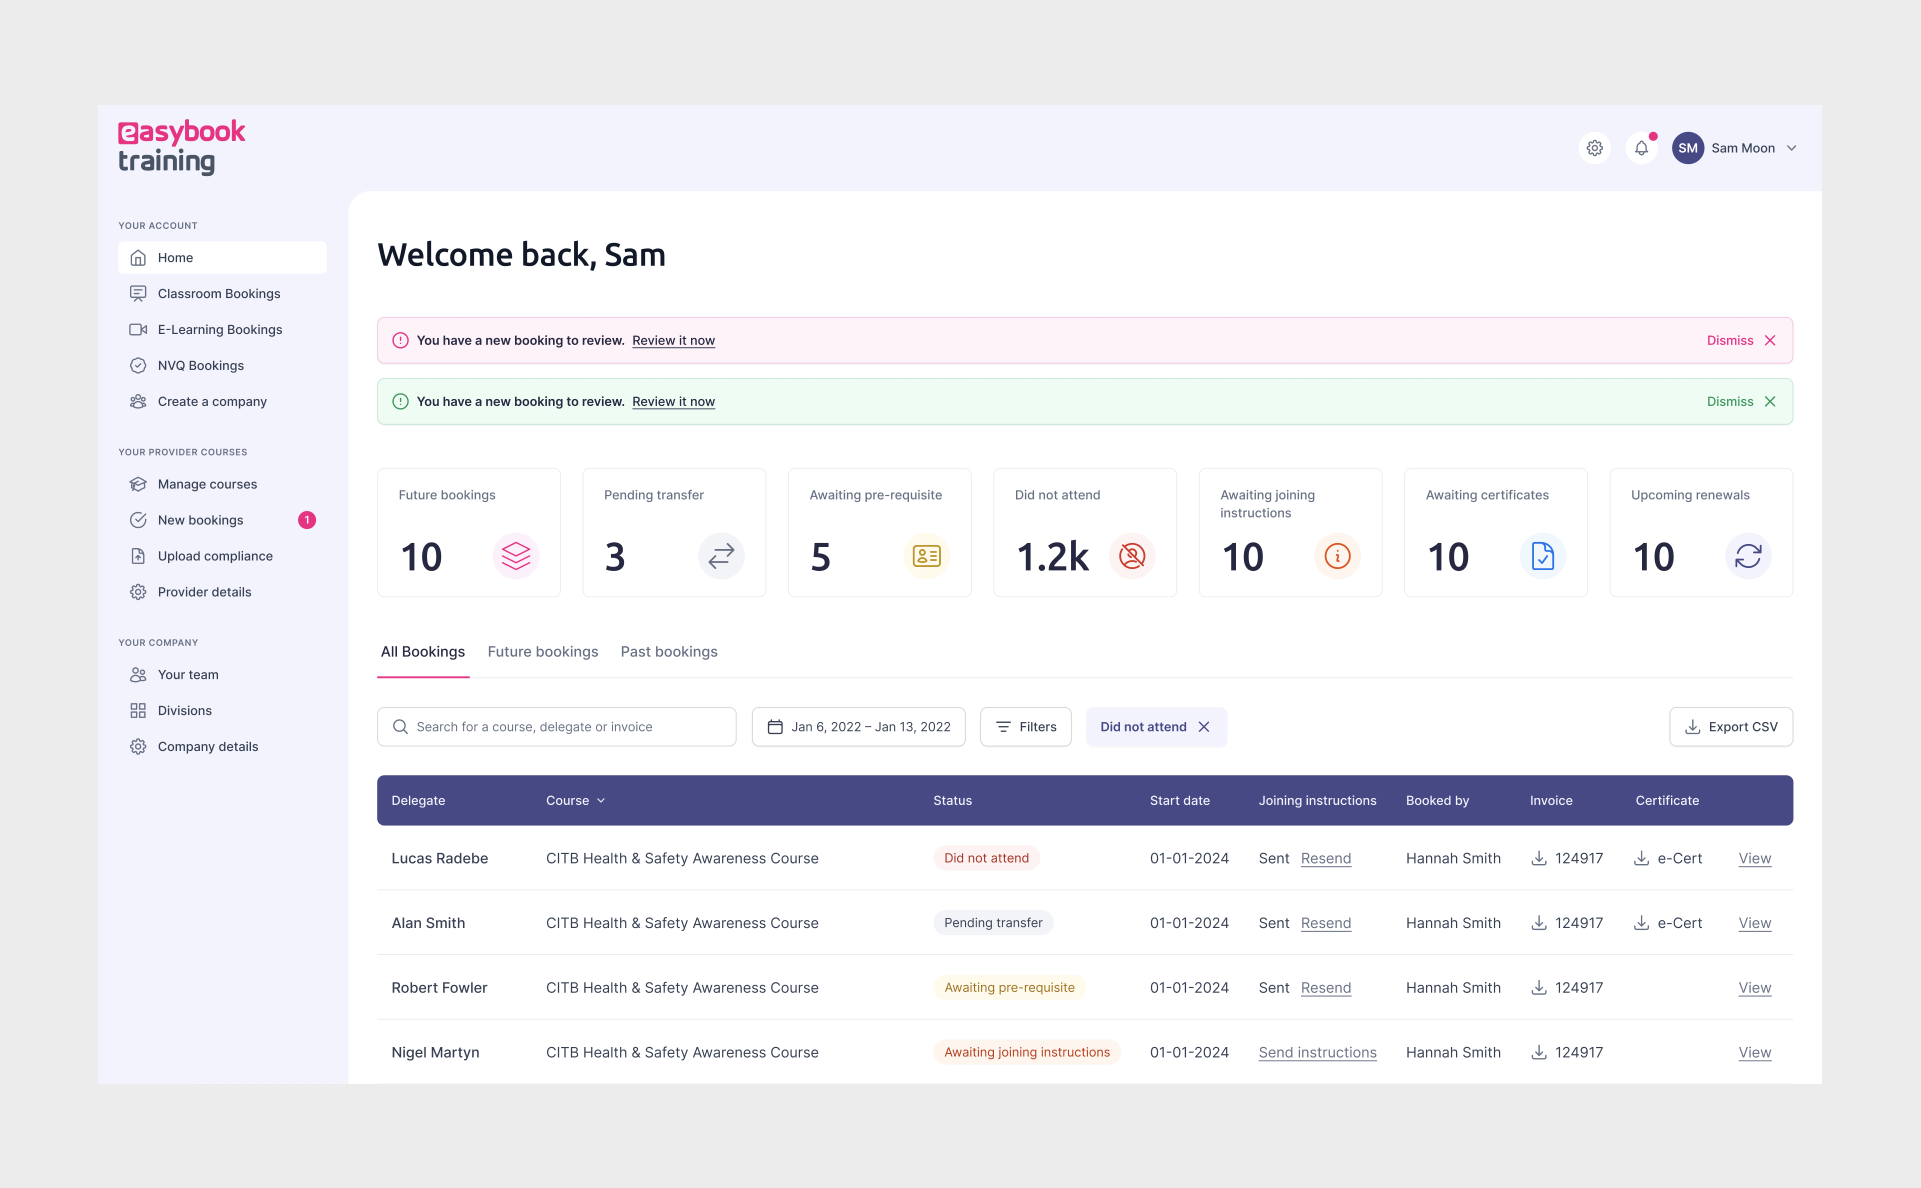 easybook
training
SM Sam Moon
YOUR ACCOUNT
Home
Classroom Bookings
E-Learning Bookings
NVQ Bookings
Create a company
YOUR PROVIDER COURSES
Manage courses
New bookings 1
Upload compliance
Provider details
YOUR COMPANY
Your team
Divisions
Company details
Welcome back, Sam
You have a new booking to review. Review it now Dismiss
You have a new booking to review. Review it now Dismiss
Future bookings
10
Pending transfer
3
Awaiting pre-requisite
5
Did not attend
1.2k
Awaiting joining
instructions
10
Awaiting certificates
10
Upcoming renewals
10
All Bookings Future bookings Past bookings
Search for a course, delegate or invoice Jan 6, 2022 – Jan 13, 2022 Filters Did not attend Export CSV
Delegate Course Status Start date Joining instructions Booked by Invoice Certificate
Lucas Radebe CITB Health & Safety Awareness Course Did not attend 01-01-2024 Sent Resend Hannah Smith 124917 e-Cert View
Alan Smith CITB Health & Safety Awareness Course Pending transfer 01-01-2024 Sent Resend Hannah Smith 124917 e-Cert View
Robert Fowler CITB Health & Safety Awareness Course Awaiting pre-requisite 01-01-2024 Sent Resend Hannah Smith 124917 View
Nigel Martyn CITB Health & Safety Awareness Course Awaiting joining instructions 01-01-2024 Send instructions Hannah Smith 124917 View